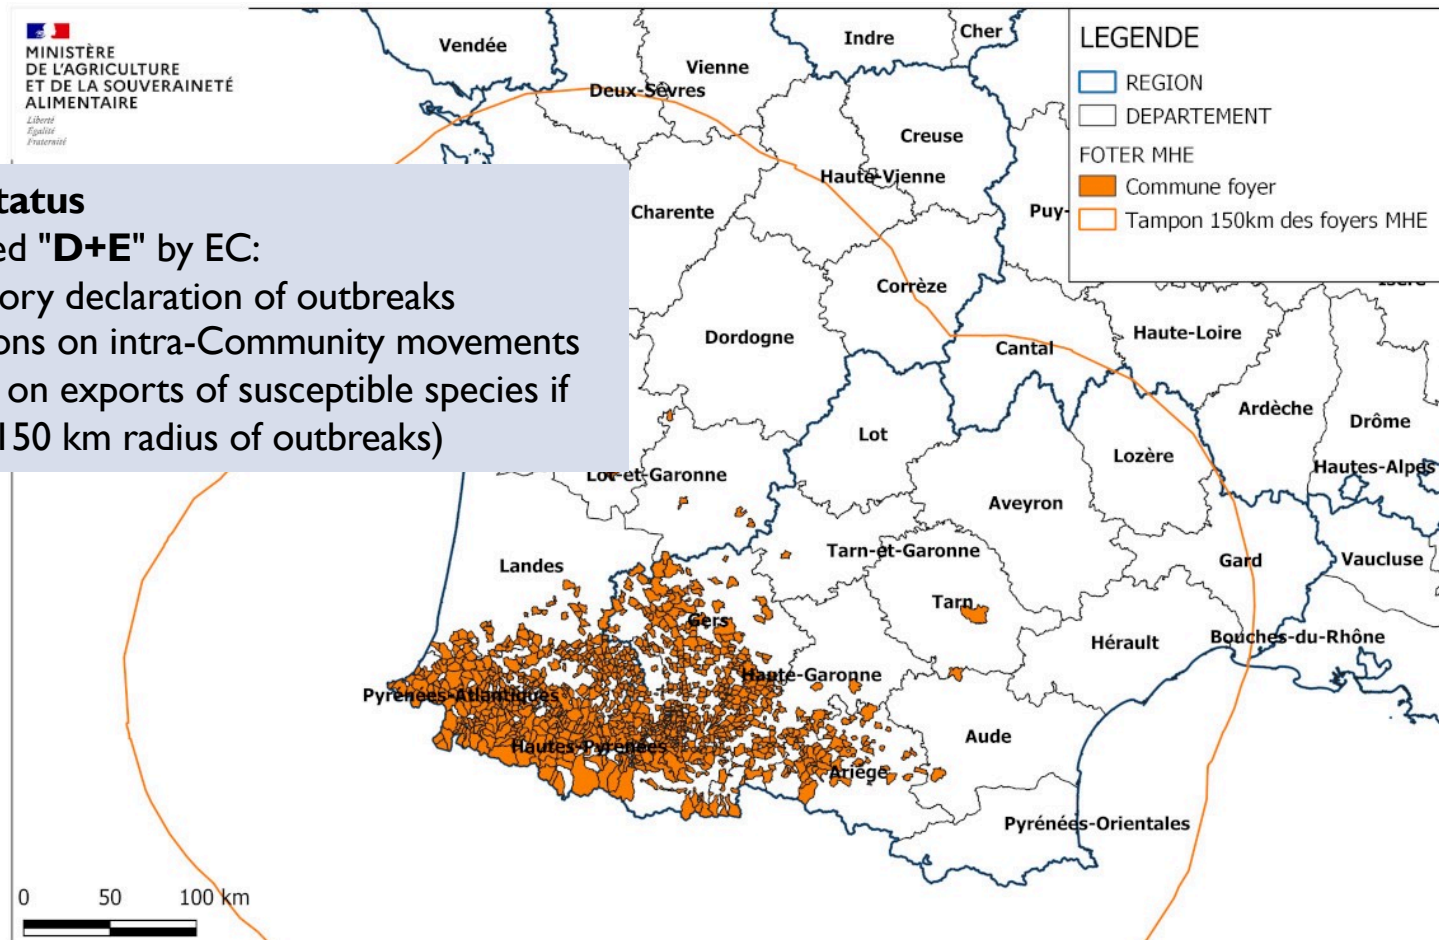 MINISTÈRE
DE L'AGRICULTURE
ET DE LA SOUVERAINETÉ
ALIMENTAIRE
Liberté
Égalité
Fraternité
tatus
ed "D+E" by EC:
ory declaration of outbreaks
ons on intra-Community movements
on exports of susceptible species if
150 km radius of outbreaks)
LEGENDE
REGION
DEPARTEMENT
FOTER MHE
Commune foyer
Tampon 150km des foyers MHE
Vendée
Indre
Cher
Vienne
Deux-Sèvres
Creuse
Haute-Vienne
Charente
Puy-
Corrèze
Dordogne
Cantal
Haute-Loire
Isère
Ardèche
Drôme
Lot
Lozère
Hautes-Alpes
Lot-et-Garonne
Aveyron
Landes
Tarn-et-Garonne
Gard
Vaucluse
Tarn
Gers
Hérault
Bouches-du-Rhône
Haute-Garonne
Pyrénées-Atlantiques
Hautes-Pyrénées
Aude
Ariège
Pyrénées-Orientales
0 50 100 km